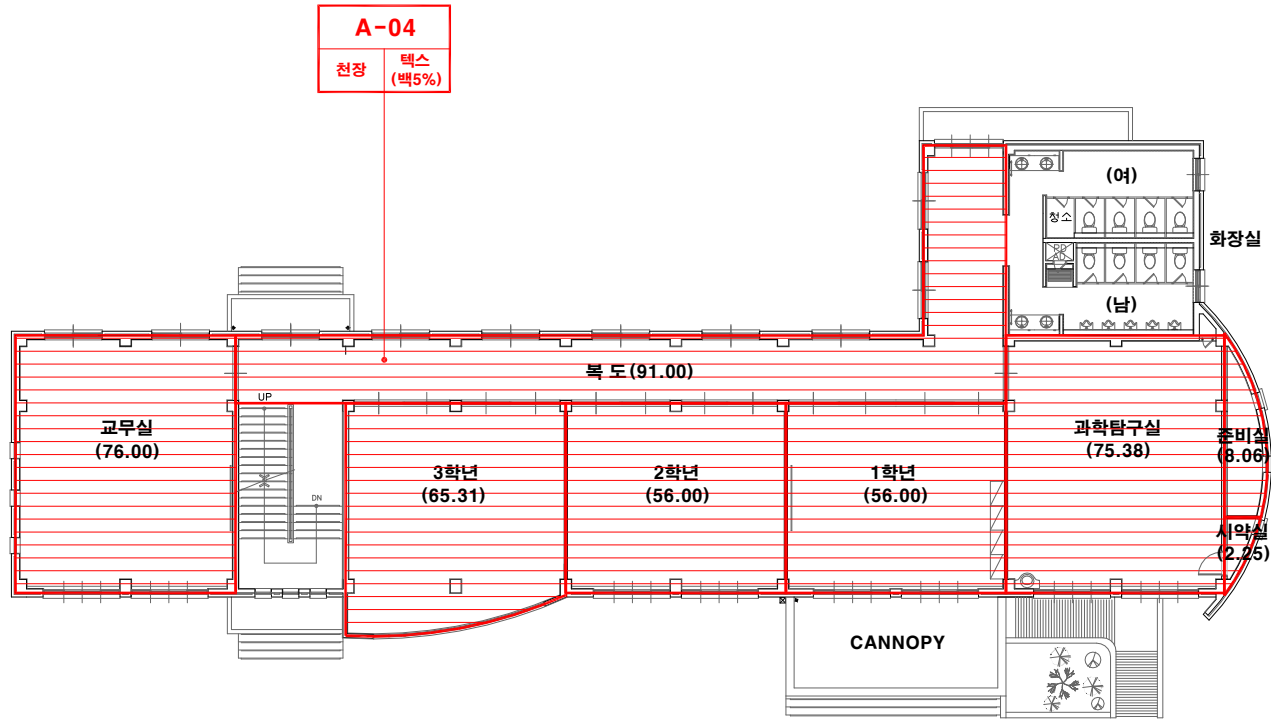 A-04
천장
텍스
(백5%)
(여)
청소
화장실
PD
AD
(남)
복 도(91.00)
UP
교무실
(76.00)
DN
3학년
(65.31)
2학년
(56.00)
1학년
(56.00)
과학탐구실
(75.38)
준비실
(8.06)
시약실
(2.25)
CANNOPY